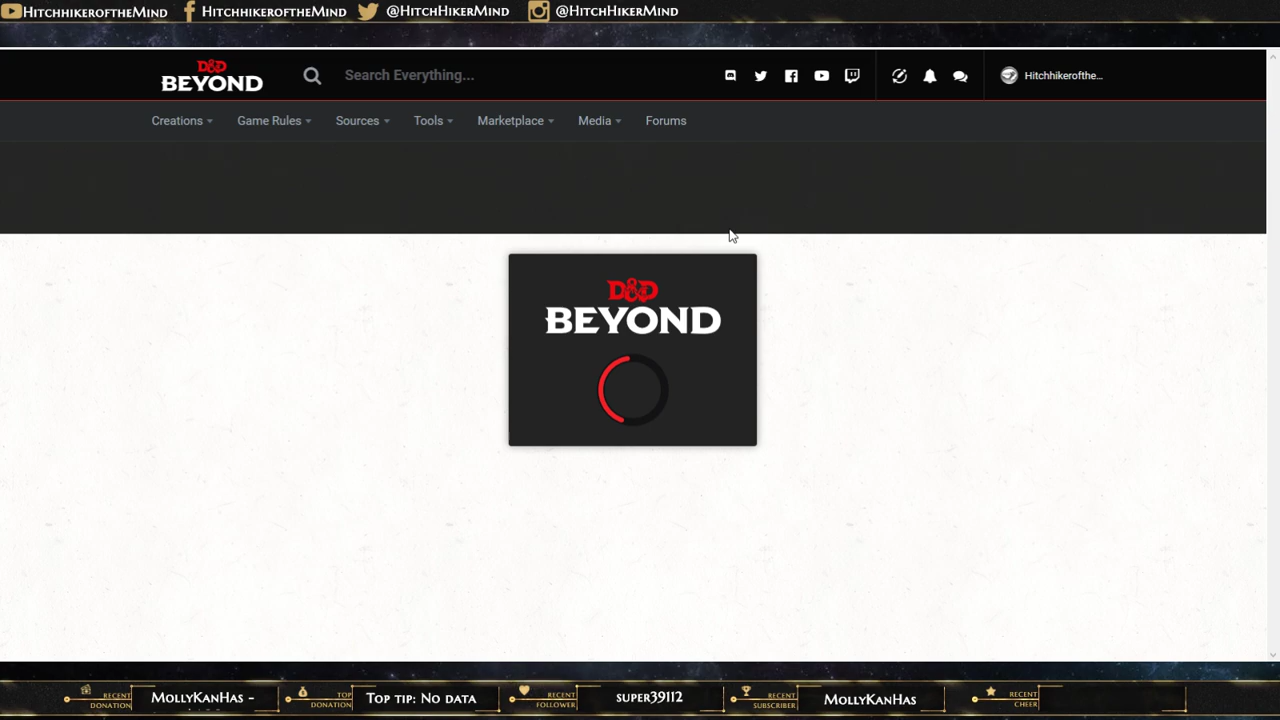 HitchhikeroftheMind HitchhikeroftheMind @HitchHikerMind @HitchHikerMind
D&D BEYOND Search Everything... Hitchhikerofthe...
Creations Game Rules Sources Tools Marketplace Media Forums
D&D
BEYOND
RECENT DONATION MollyKanHas - TOP DONATION Top tip: No data RECENT FOLLOWER super39112 RECENT SUBSCRIBER MollyKanHas RECENT CHEER